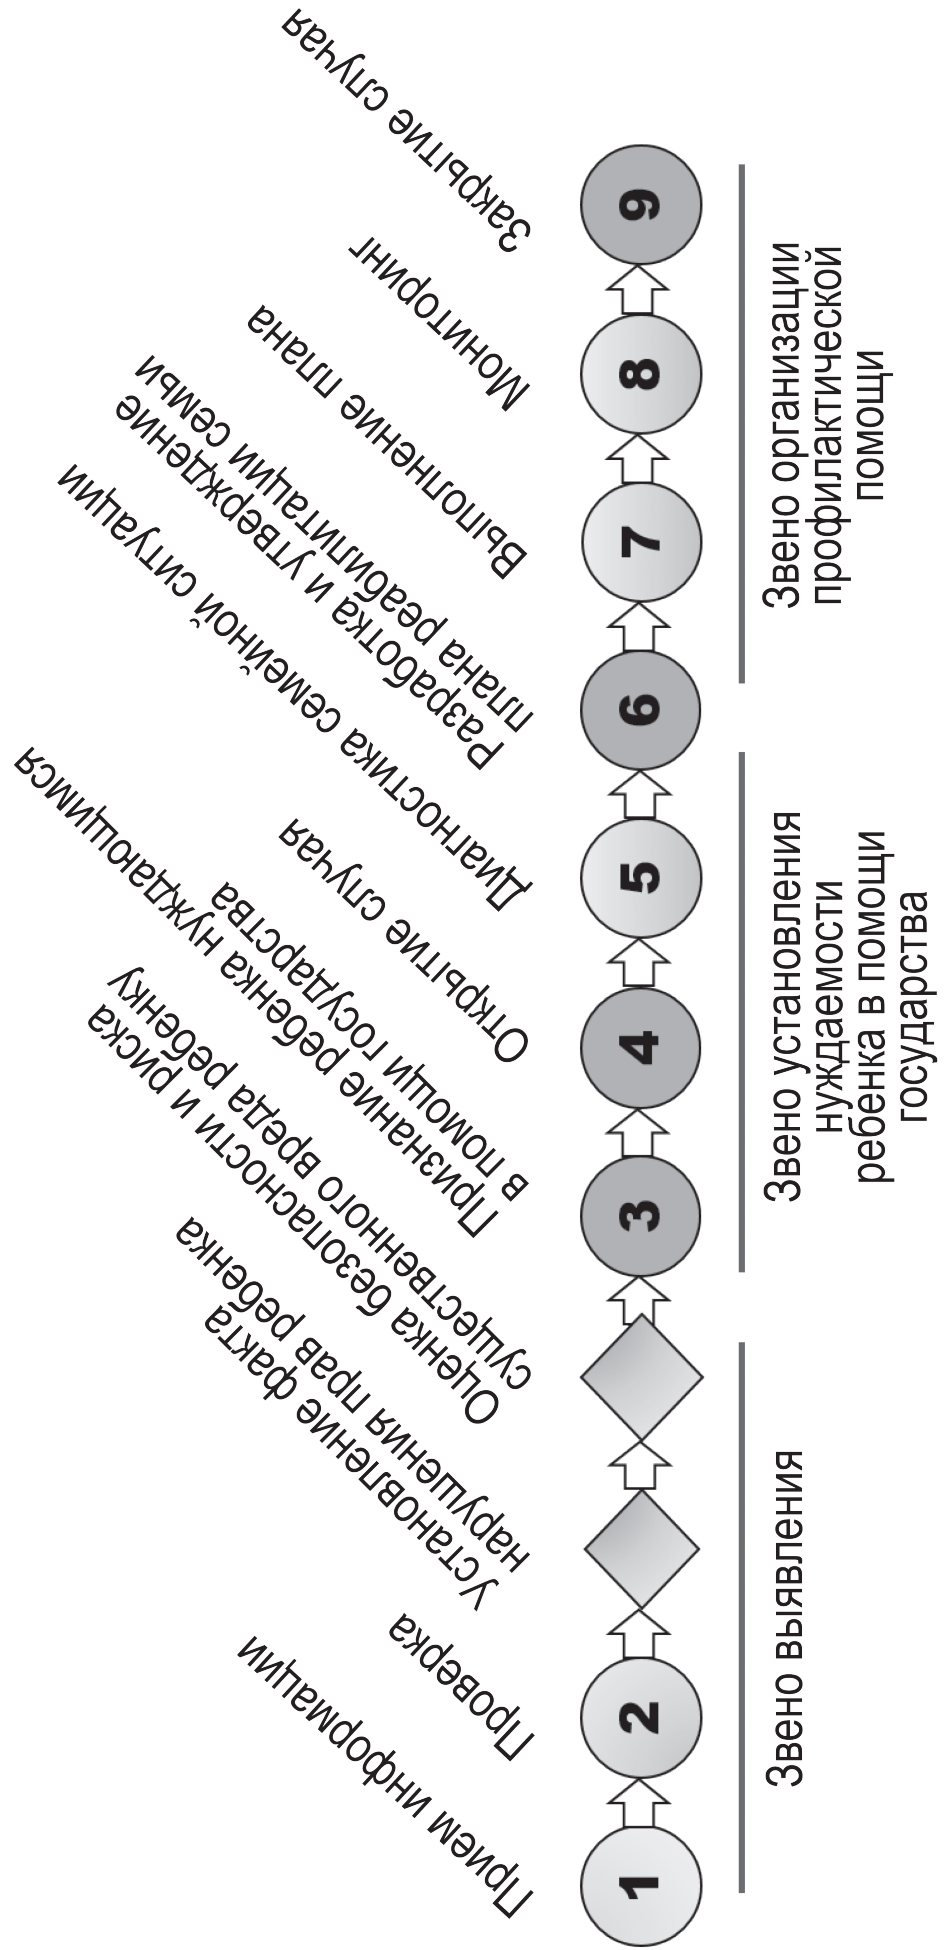 Прием информации
Проверка
Установление факта
нарушения прав ребенка
Оценка безопасности и риска
существенного вреда ребенку
Признание ребенка нуждающимся
в помощи государства
Открытие случая
Диагностика семейной ситуации
Разработка и утверждение
плана реабилитации семьи
Выполнение плана
Мониторинг
Закрытие случая
1
2
3
4
5
6
7
8
9
Звено выявления
Звено установления
нуждаемости
ребенка в помощи
государства
Звено организации
профилактической
помощи